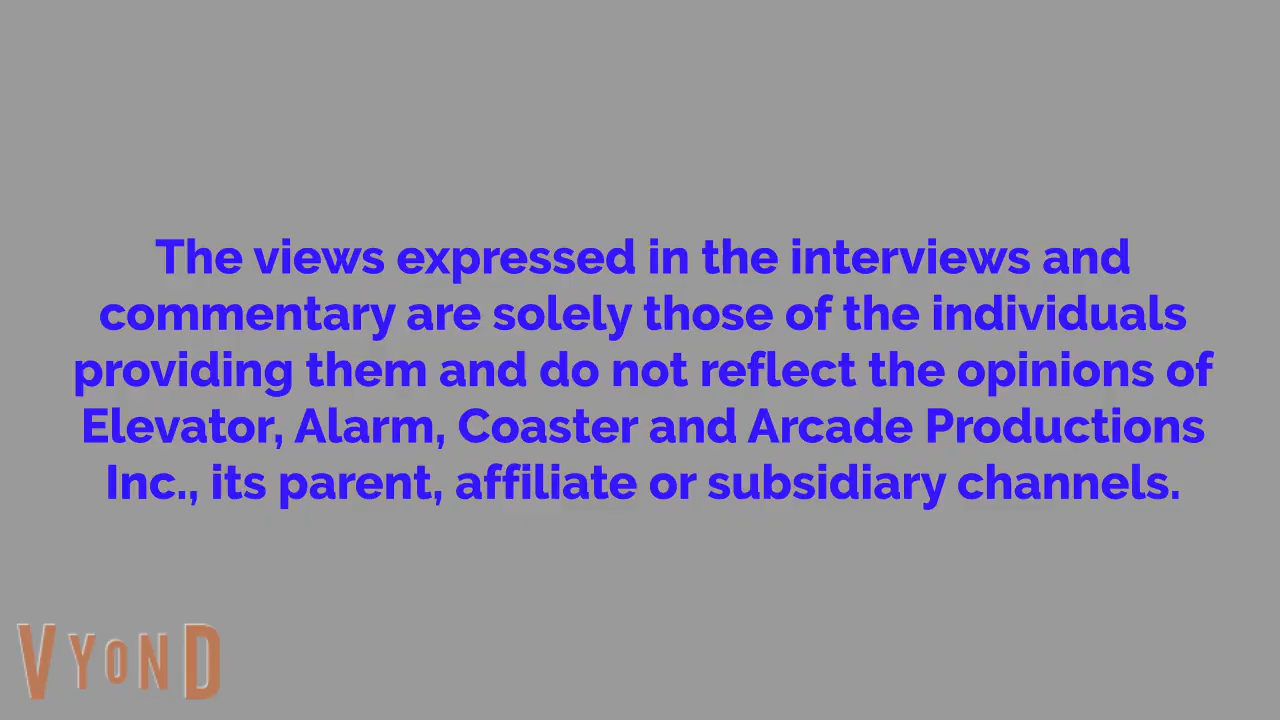 The views expressed in the interviews and
commentary are solely those of the individuals
providing them and do not reflect the opinions of
Elevator, Alarm, Coaster and Arcade Productions
Inc., its parent, affiliate or subsidiary channels.
VYOND